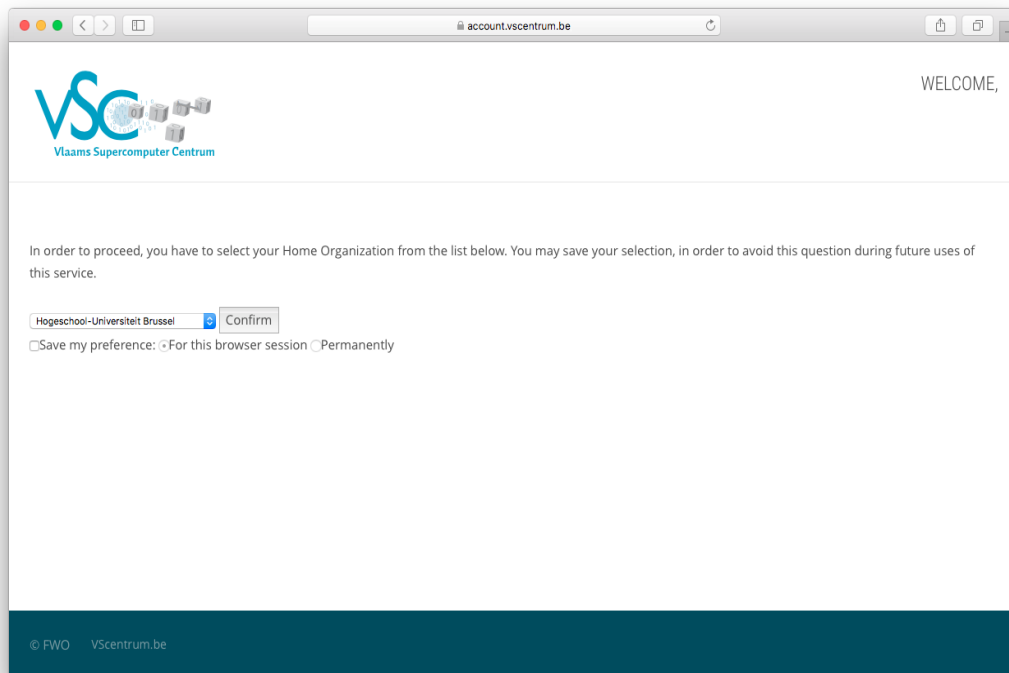 account.vscentrum.be
VSC
Vlaams Supercomputer Centrum
WELCOME,
In order to proceed, you have to select your Home Organization from the list below. You may save your selection, in order to avoid this question during future uses of
this service.
Hogeschool-Universiteit Brussel
Confirm
Save my preference: For this browser session Permanently
© FWO VScentrum.be